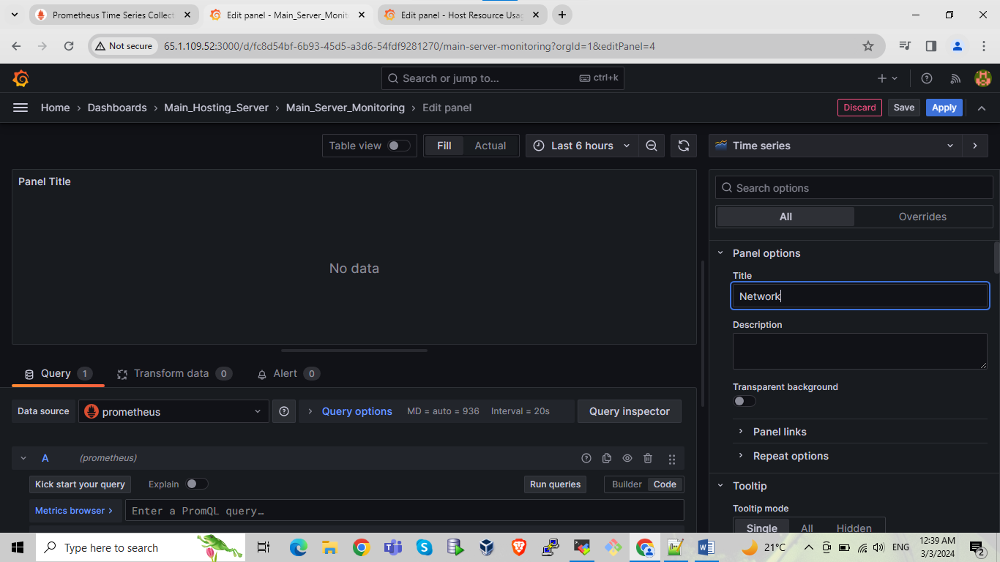 Prometheus Time Series Collect
Edit panel - Main_Server_Monit
Edit panel - Host Resource Usag
Not secure
65.1.109.52:3000/d/fc8d54bf-6b93-45d5-a3d6-54fdf9281270/main-server-monitoring?orgId=1&editPanel=4
Search or jump to...
ctrl+k
Home › Dashboards › Main_Hosting_Server › Main_Server_Monitoring › Edit panel
Discard
Save
Apply
Table view
Fill
Actual
Last 6 hours
Time series
Panel Title
No data
Search options
All
Overrides
Panel options
Title
Network
Description
Transparent background
Panel links
Repeat options
Tooltip
Tooltip mode
Single
All
Hidden
Query 1
Transform data 0
Alert 0
Data source
prometheus
Query options
MD = auto = 936
Interval = 20s
Query inspector
A
(prometheus)
Kick start your query
Explain
Run queries
Builder
Code
Metrics browser ›
Enter a PromQL query…
Type here to search
21°C
ENG
12:39 AM
3/3/2024
2